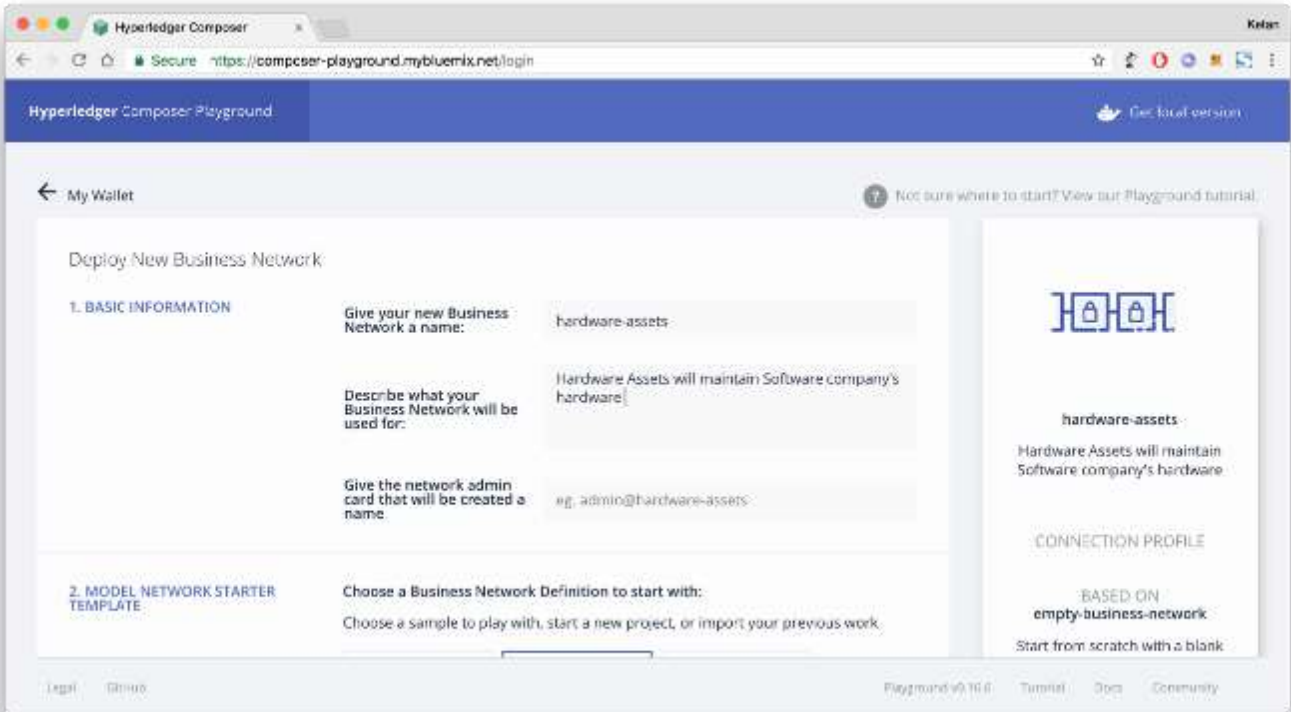 Hyperledger Composer
Kelan
Secure https://composer-playground.mybluemix.net/login
Hyperledger Composer Playground
Get local version
My Wallet
Not sure where to start? View our Playground tutorial.
Deploy New Business Network
1. BASIC INFORMATION
Give your new Business
Network a name:
hardware-assets
Describe what your
Business Network will be
used for:
Hardware Assets will maintain Software company's
hardware
Give the network admin
card that will be created a
name
eg. admin@hardware-assets
2. MODEL NETWORK STARTER
TEMPLATE
Choose a Business Network Definition to start with:
Choose a sample to play with, start a new project, or import your previous work
hardware-assets
Hardware Assets will maintain
Software company's hardware
CONNECTION PROFILE
BASED ON
empty-business-network
Start from scratch with a blank
Legal GitHub
Playground v0.16.0 Tutorial Docs Community